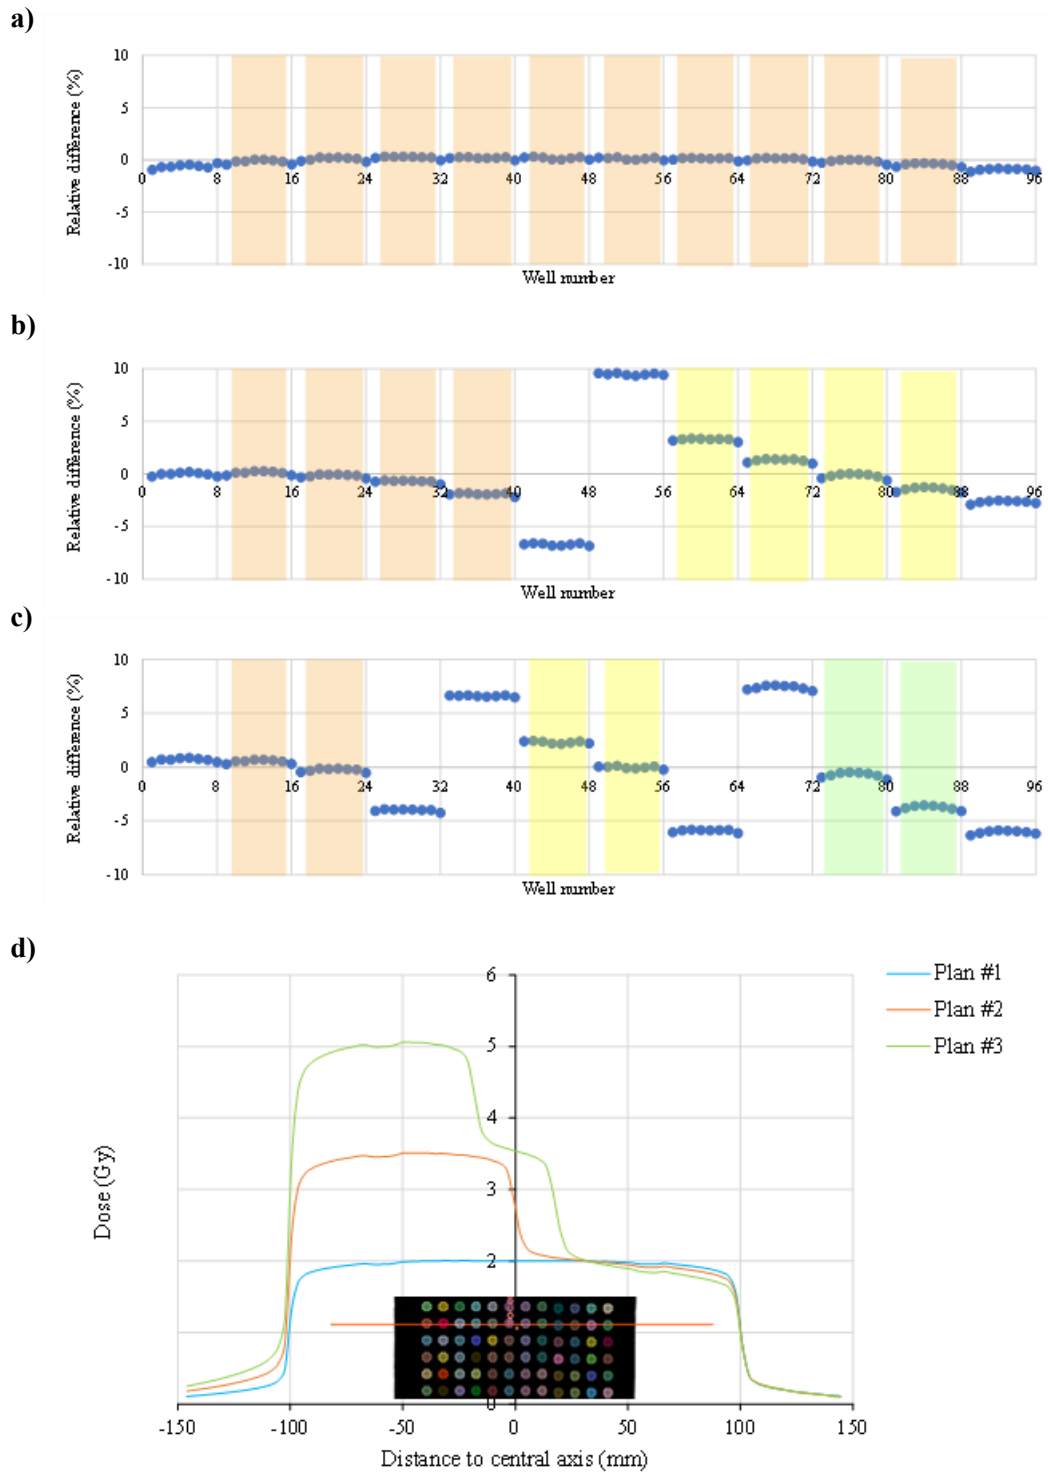 a)
10
5
0
-5
-10
Relative difference (%)
0 8 16 24 32 40 48 56 64 72 80 88 96
Well number
b)
10
5
0
-5
-10
Relative difference (%)
0 8 16 24 32 40 48 56 64 72 80 88 96
Well number
c)
10
5
0
-5
-10
Relative difference (%)
0 8 16 24 32 40 48 56 64 72 80 88 96
Well number
d)
6
5
4
3
2
0
Dose (Gy)
-150 -100 -50 0 50 100 150
Distance to central axis (mm)
Plan #1
Plan #2
Plan #3